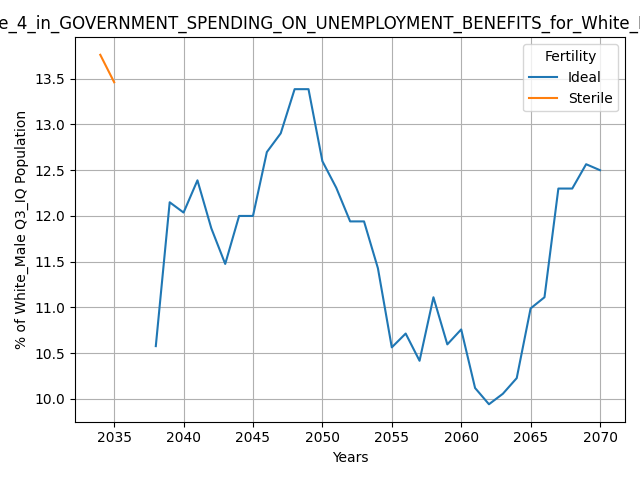 e_4_in_GOVERNMENT_SPENDING_ON_UNEMPLOYMENT_BENEFITS_for_White_
Fertility
Ideal
Sterile
% of White_Male Q3_IQ Population
13.5
13.0
12.5
12.0
11.5
11.0
10.5
10.0
2035 2040 2045 2050 2055 2060 2065 2070
Years